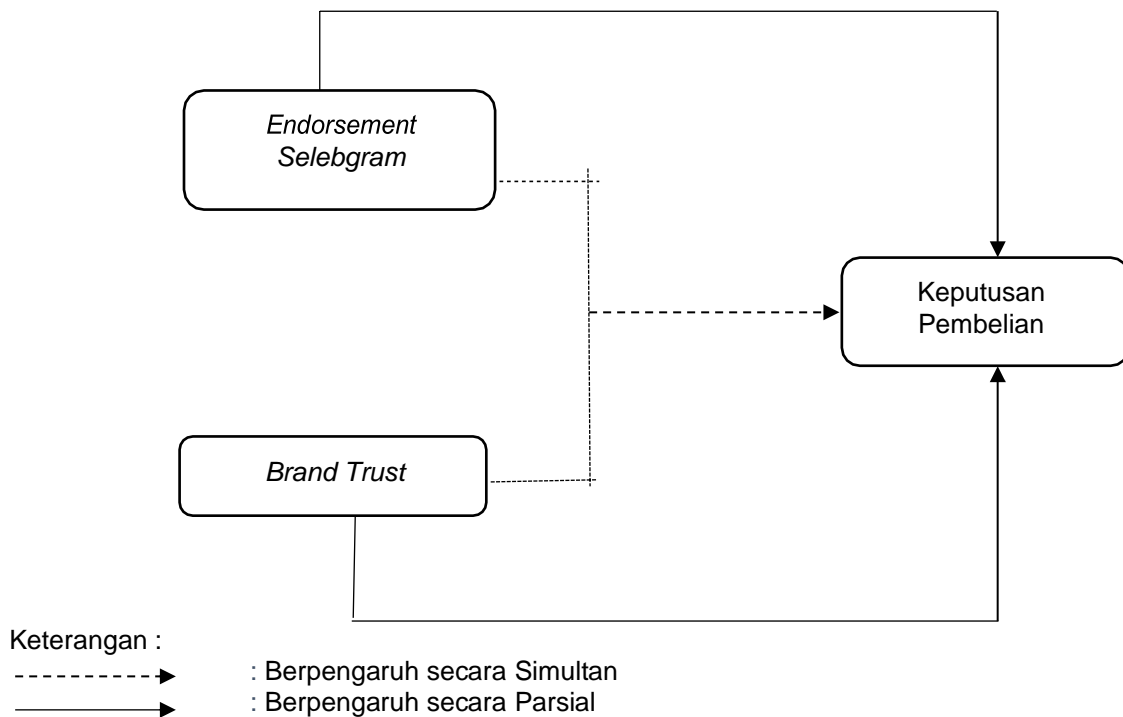 Endorsement
Selebgram
Keputusan
Pembelian
Brand Trust
Keterangan :
: Berpengaruh secara Simultan
: Berpengaruh secara Parsial